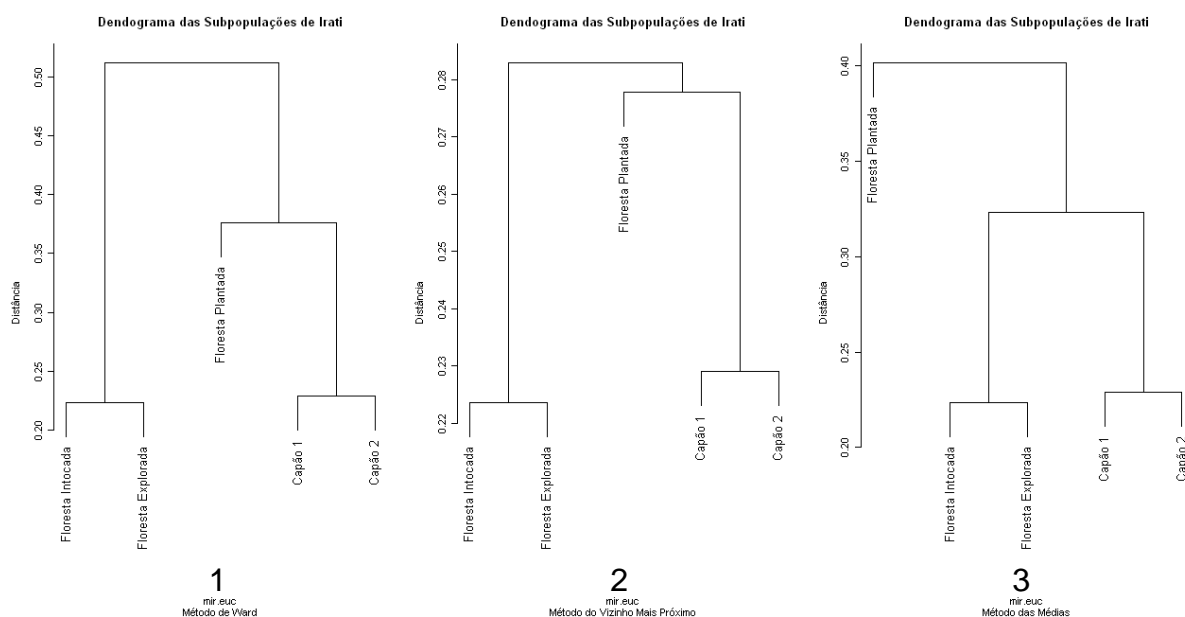 Dendograma das Subpopulações de Irati
Distância
0.50
0.45
0.40
0.35
0.30
0.25
0.20
Floresta Intocada
Floresta Explorada
Floresta Plantada
Capão 1
Capão 2
1
mir.euc
Método de Ward
Dendograma das Subpopulações de Irati
Distância
0.28
0.27
0.26
0.25
0.24
0.23
0.22
Floresta Intocada
Floresta Explorada
Floresta Plantada
Capão 1
Capão 2
2
mir.euc
Método do Vizinho Mais Próximo
Dendograma das Subpopulações de Irati
Distância
0.40
0.35
0.30
0.25
0.20
Floresta Plantada
Floresta Intocada
Floresta Explorada
Capão 1
Capão 2
3
mir.euc
Método das Médias